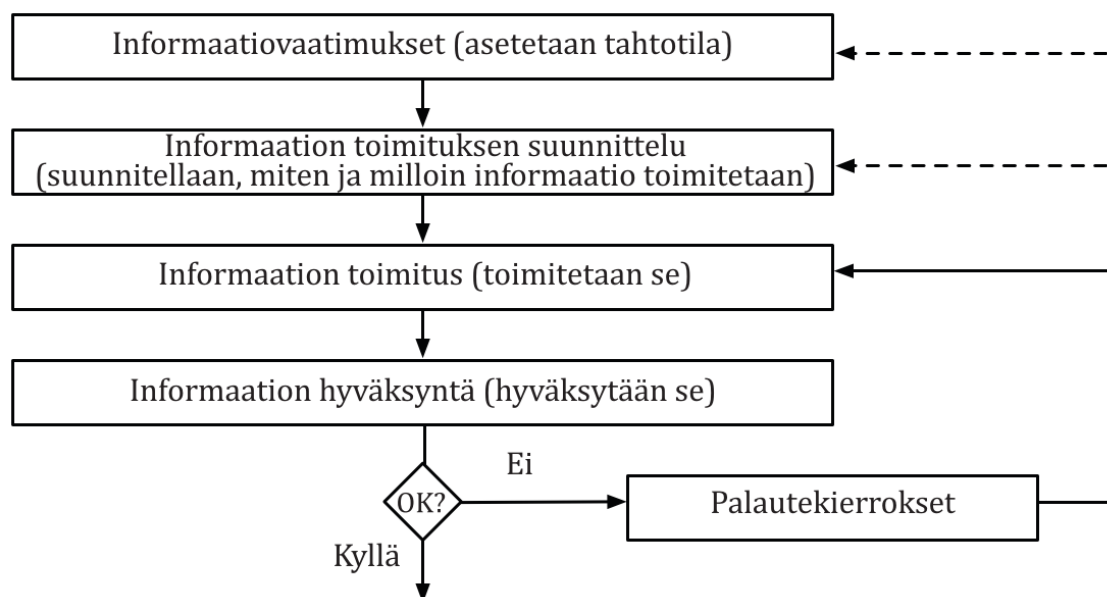 Informaatiovaatimukset (asetetaan tahtotila)
Informaation toimituksen suunnittelu
(suunnitellaan, miten ja milloin informaatio toimitetaan)
Informaation toimitus (toimitetaan se)
Informaation hyväksyntä (hyväksytään se)
Ei
OK?
Palautekierrokset
Kyllä